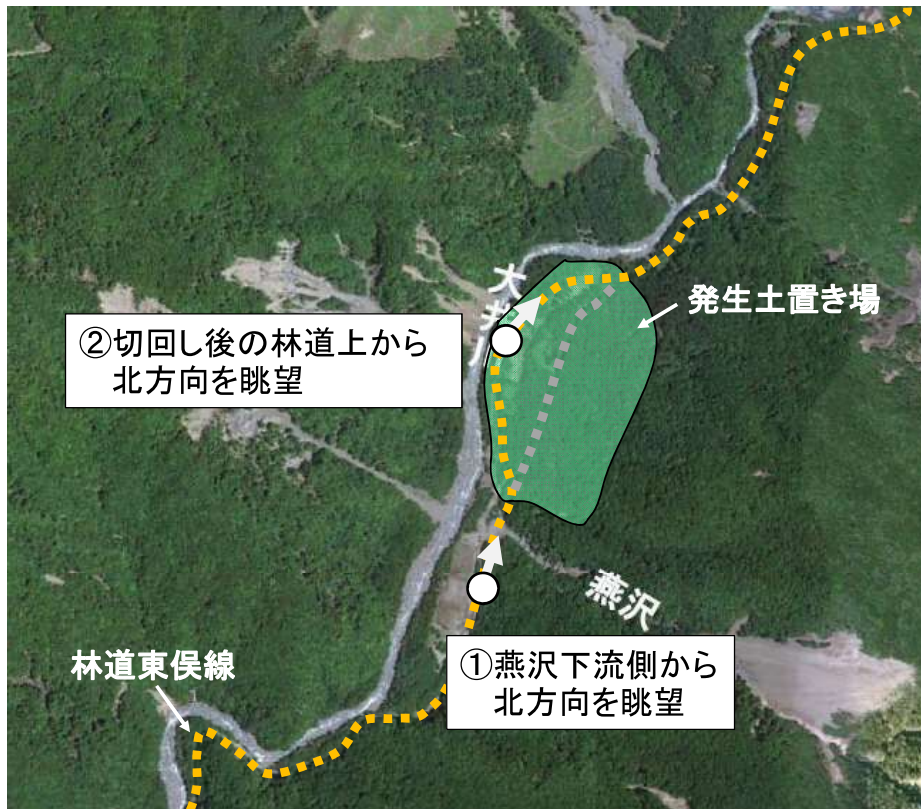 大井
発生土置き場
②切回し後の林道上から
北方向を眺望
燕沢
林道東俣線
①燕沢下流側から
北方向を眺望